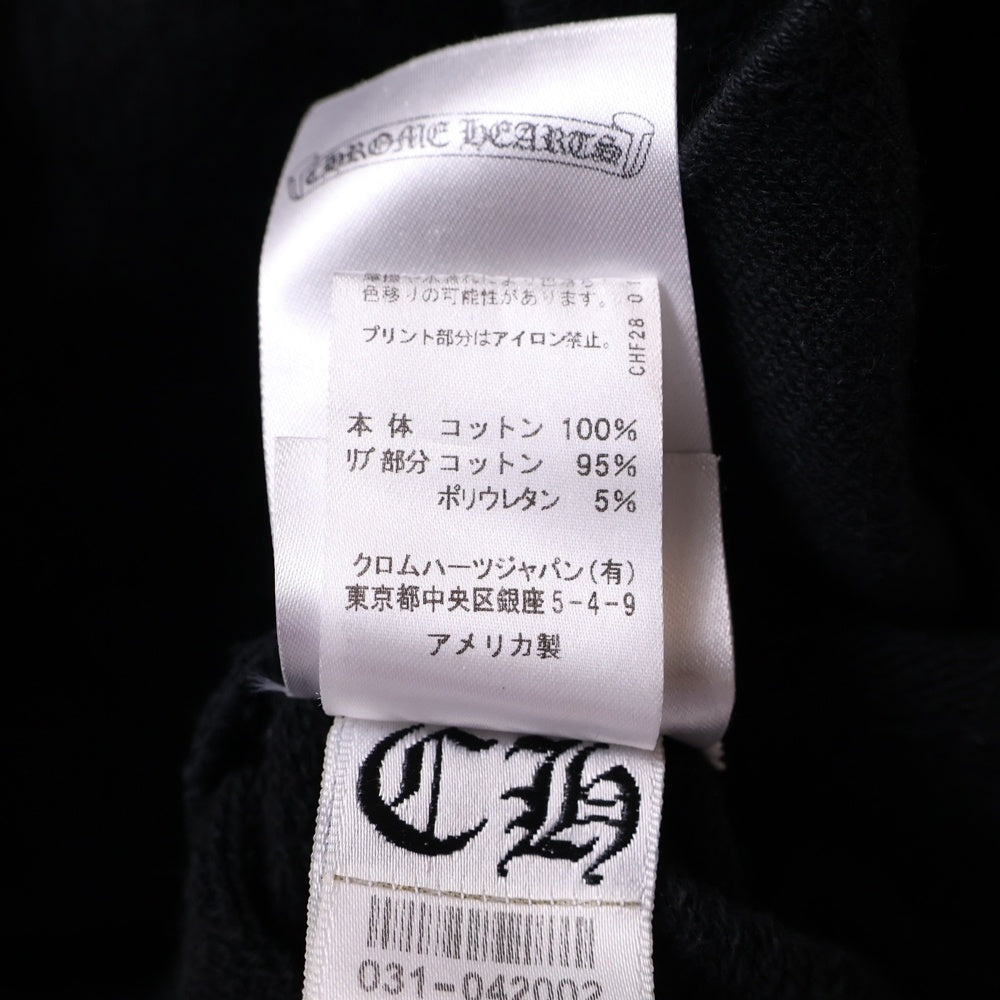 CHROME HEARTS
色移りの可能性があります。
プリント部分はアイロン禁止。
CHF28 01
本体 コットン 100%
リブ部分 コットン 95%
ポリウレタン 5%
クロムハーツジャパン(有)
東京都中央区銀座5-4-9
アメリカ製
CH
031-042002